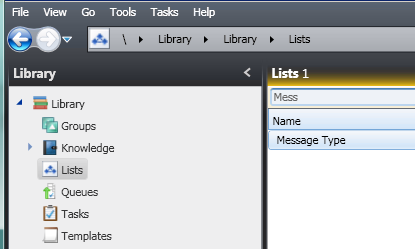 File View Go Tools Tasks Help
\ Library Library Lists
Library <
Lists 1
Library
Groups
Knowledge
Lists
Queues
Tasks
Templates
Mess
Name
Message Type